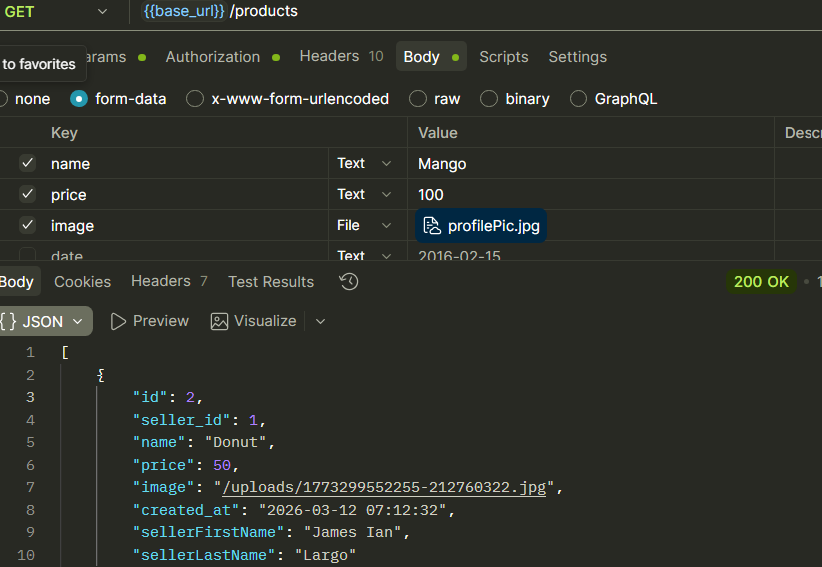 GET {{base_url}} /products
to favorites
arams Authorization Headers 10 Body Scripts Settings
none form-data x-www-form-urlencoded raw binary GraphQL
Key Value Descr
name Text Mango
price Text 100
image File profilePic.jpg
date Text 2016-02-15
Body Cookies Headers 7 Test Results 200 OK
{ } JSON Preview Visualize
1 [
2 {
3 "id": 2,
4 "seller_id": 1,
5 "name": "Donut",
6 "price": 50,
7 "image": "/uploads/1773299552255-212760322.jpg",
8 "created_at": "2026-03-12 07:12:32",
9 "sellerFirstName": "James Ian",
10 "sellerLastName": "Largo"